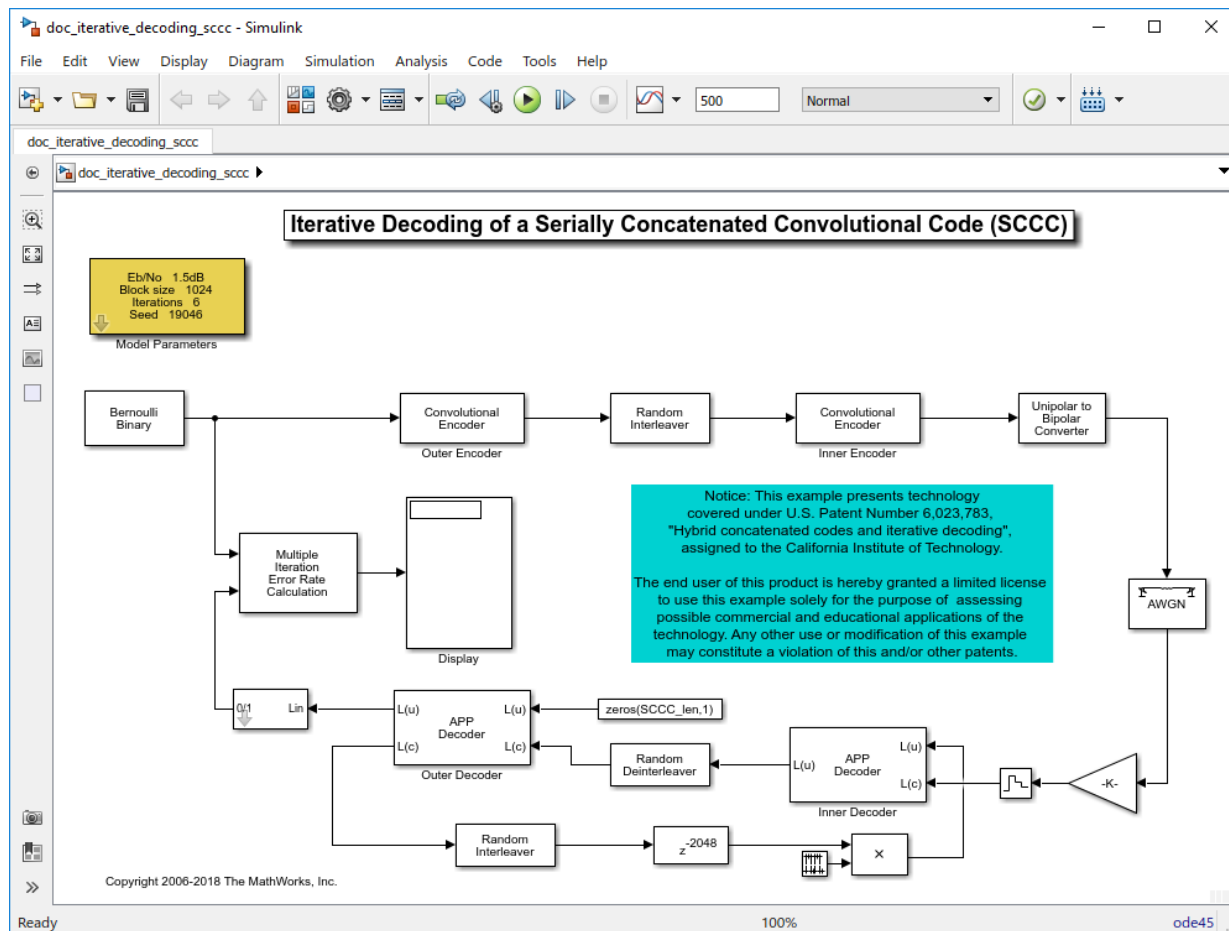 doc_iterative_decoding_sccc - Simulink
File Edit View Display Diagram Simulation Analysis Code Tools Help
500 Normal
doc_iterative_decoding_sccc
doc_iterative_decoding_sccc
Iterative Decoding of a Serially Concatenated Convolutional Code (SCCC)
Eb/No 1.5dB
Block size 1024
Iterations 6
Seed 19046
Model Parameters
Bernoulli
Binary
Convolutional
Encoder
Outer Encoder
Random
Interleaver
Convolutional
Encoder
Inner Encoder
Unipolar to
Bipolar
Converter
Notice: This example presents technology
covered under U.S. Patent Number 6,023,783,
"Hybrid concatenated codes and iterative decoding",
assigned to the California Institute of Technology.
The end user of this product is hereby granted a limited license
to use this example solely for the purpose of assessing
possible commercial and educational applications of the
technology. Any other use or modification of this example
may constitute a violation of this and/or other patents.
Multiple
Iteration
Error Rate
Calculation
Display
AWGN
0/1 Lin
L(u) L(u)
APP
Decoder
L(c) L(c)
Outer Decoder
zeros(SCCC_len,1)
Random
Deinterleaver
L(u)
APP
Decoder
L(u)
L(c)
Inner Decoder
-K-
Random
Interleaver
z-2048
×
Copyright 2006-2018 The MathWorks, Inc.
Ready 100% ode45